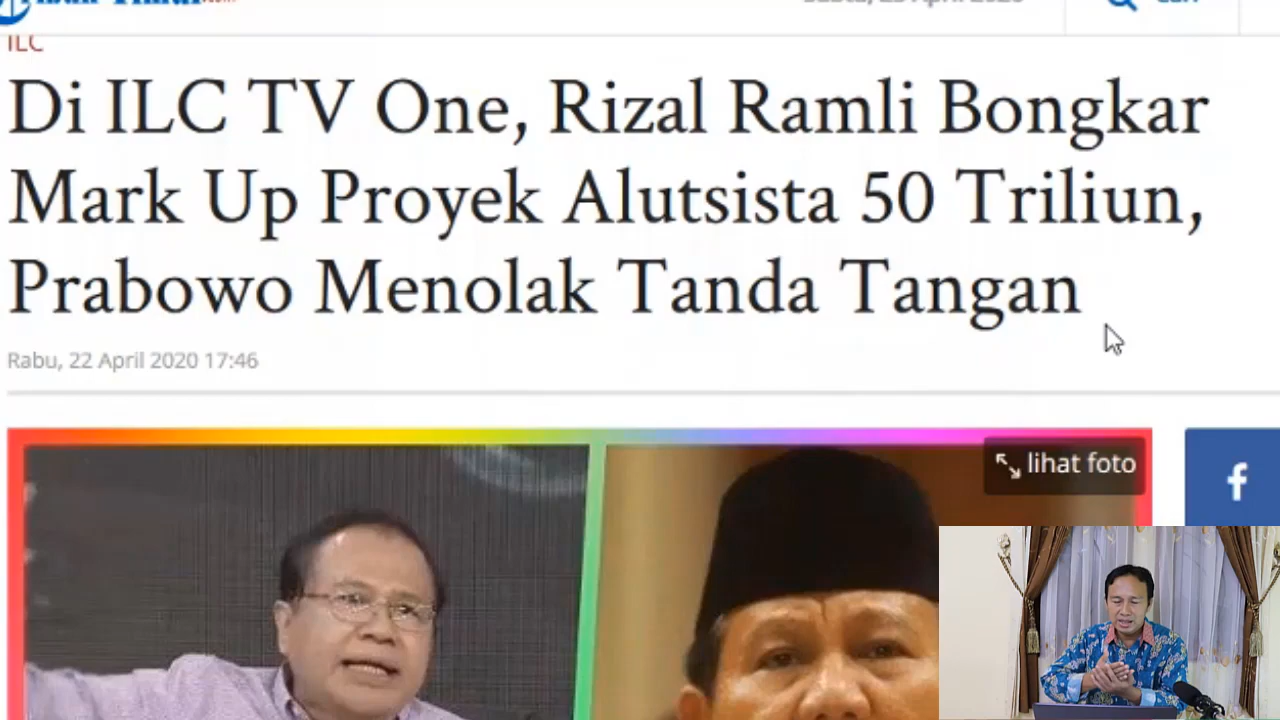 ILC
Di ILC TV One, Rizal Ramli Bongkar
Mark Up Proyek Alutsista 50 Triliun,
Prabowo Menolak Tanda Tangan
Rabu, 22 April 2020 17:46
lihat foto
f